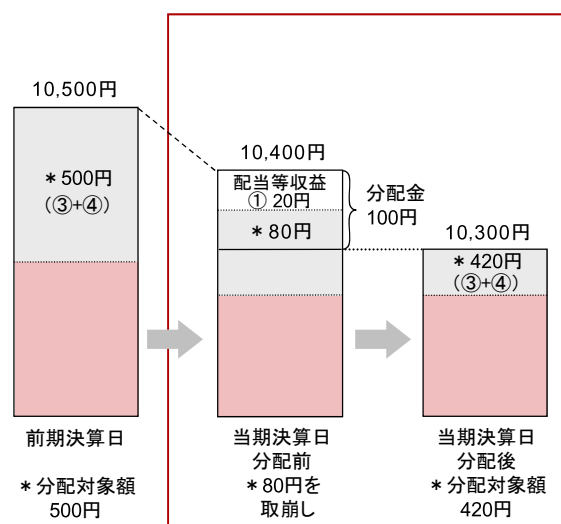 10,500円
＊500円
（③+④）
前期決算日
＊分配対象額
500円
10,400円
配当等収益
① 20円
＊80円
分配金
100円
当期決算日
分配前
＊80円を
取崩し
10,300円
＊420円
（③+④）
当期決算日
分配後
＊分配対象額
420円